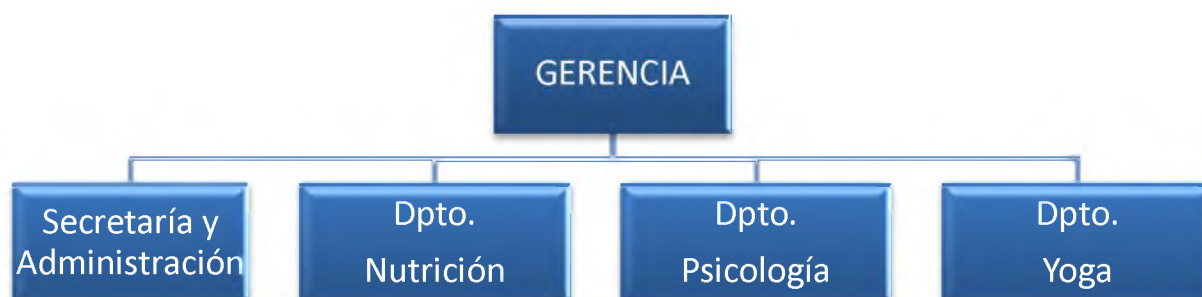 GERENCIA
Secretaría y
Administración
Dpto.
Nutrición
Dpto.
Psicología
Dpto.
Yoga